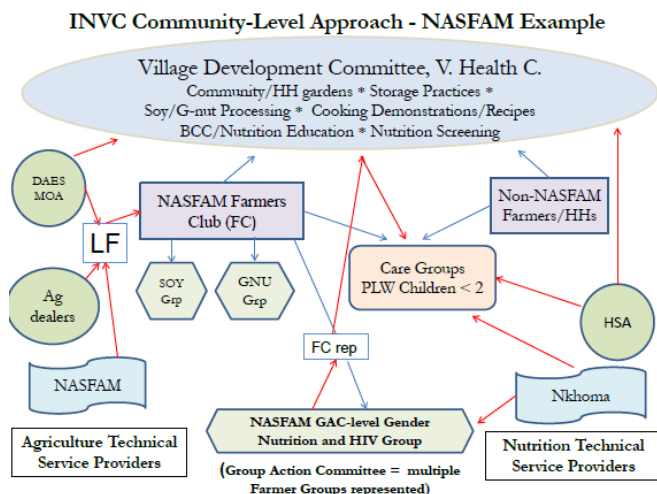 INVC Community-Level Approach - NASFAM Example
Village Development Committee, V. Health C.
Community/HH gardens * Storage Practices *
Soy/G-nut Processing * Cooking Demonstrations/Recipes
BCC/Nutrition Education * Nutrition Screening
DAES
MOA
LF
NASFAM Farmers
Club (FC)
Non-NASFAM
Farmers/HHs
Ag
dealers
SOY
Grp
GNU
Grp
Care Groups
PLW Children < 2
HSA
FC rep
NASFAM
Nkhoma
Agriculture Technical
Service Providers
NASFAM GAC-level Gender
Nutrition and HIV Group
(Group Action Committee = multiple
Farmer Groups represented)
Nutrition Technical
Service Providers